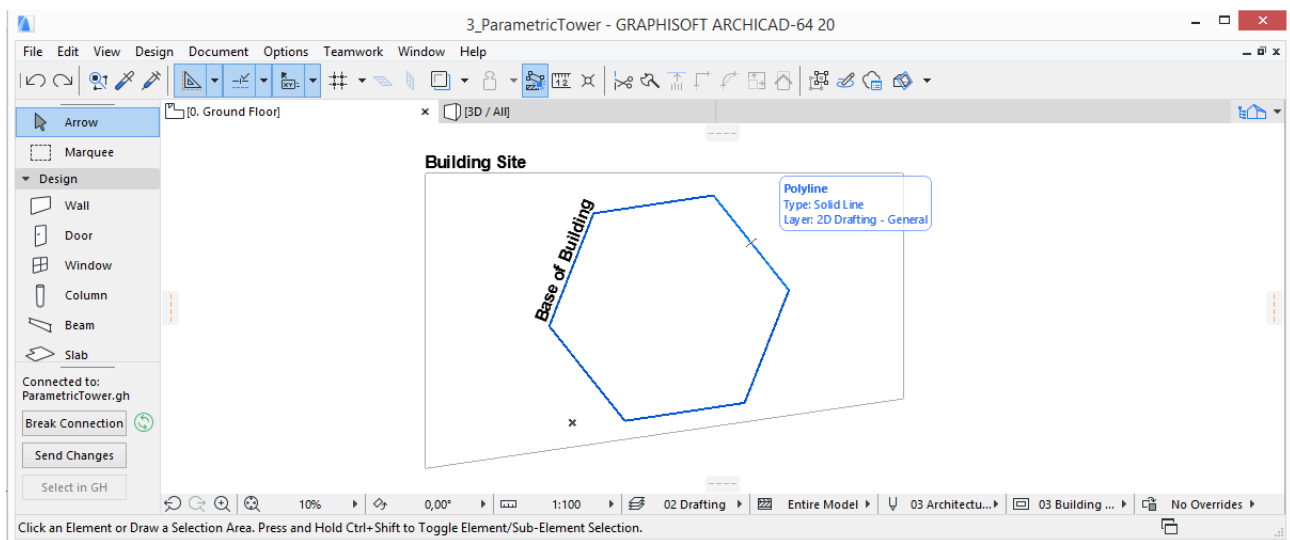 3_ParametricTower - GRAPHISOFT ARCHICAD-64 20
File Edit View Design Document Options Teamwork Window Help
[0. Ground Floor] [3D / All]
Arrow
Marquee
Design
Wall
Door
Window
Column
Beam
Slab
Connected to:
ParametricTower.gh
Break Connection
Send Changes
Select in GH
Building Site
Base of Building
Polyline
Type: Solid Line
Layer: 2D Drafting - General
10% 0,00° 1:100 02 Drafting Entire Model 03 Architectu... 03 Building ... No Overrides
Click an Element or Draw a Selection Area. Press and Hold Ctrl+Shift to Toggle Element/Sub-Element Selection.